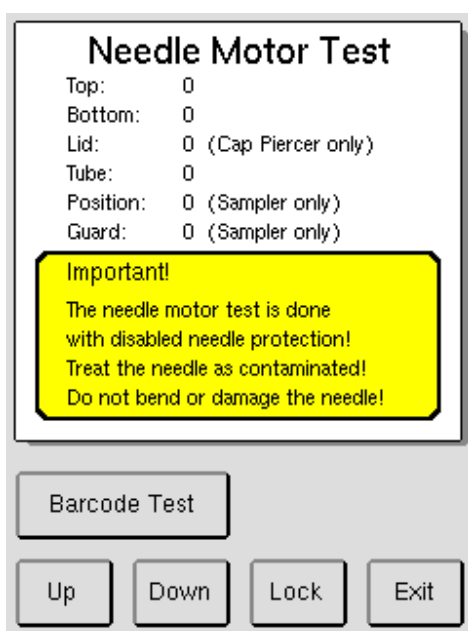 Needle Motor Test
Top: 0
Bottom: 0
Lid: 0 (Cap Piercer only)
Tube: 0
Position: 0 (Sampler only)
Guard: 0 (Sampler only)
Important!
The needle motor test is done
with disabled needle protection!
Treat the needle as contaminated!
Do not bend or damage the needle!
Barcode Test
Up Down Lock Exit